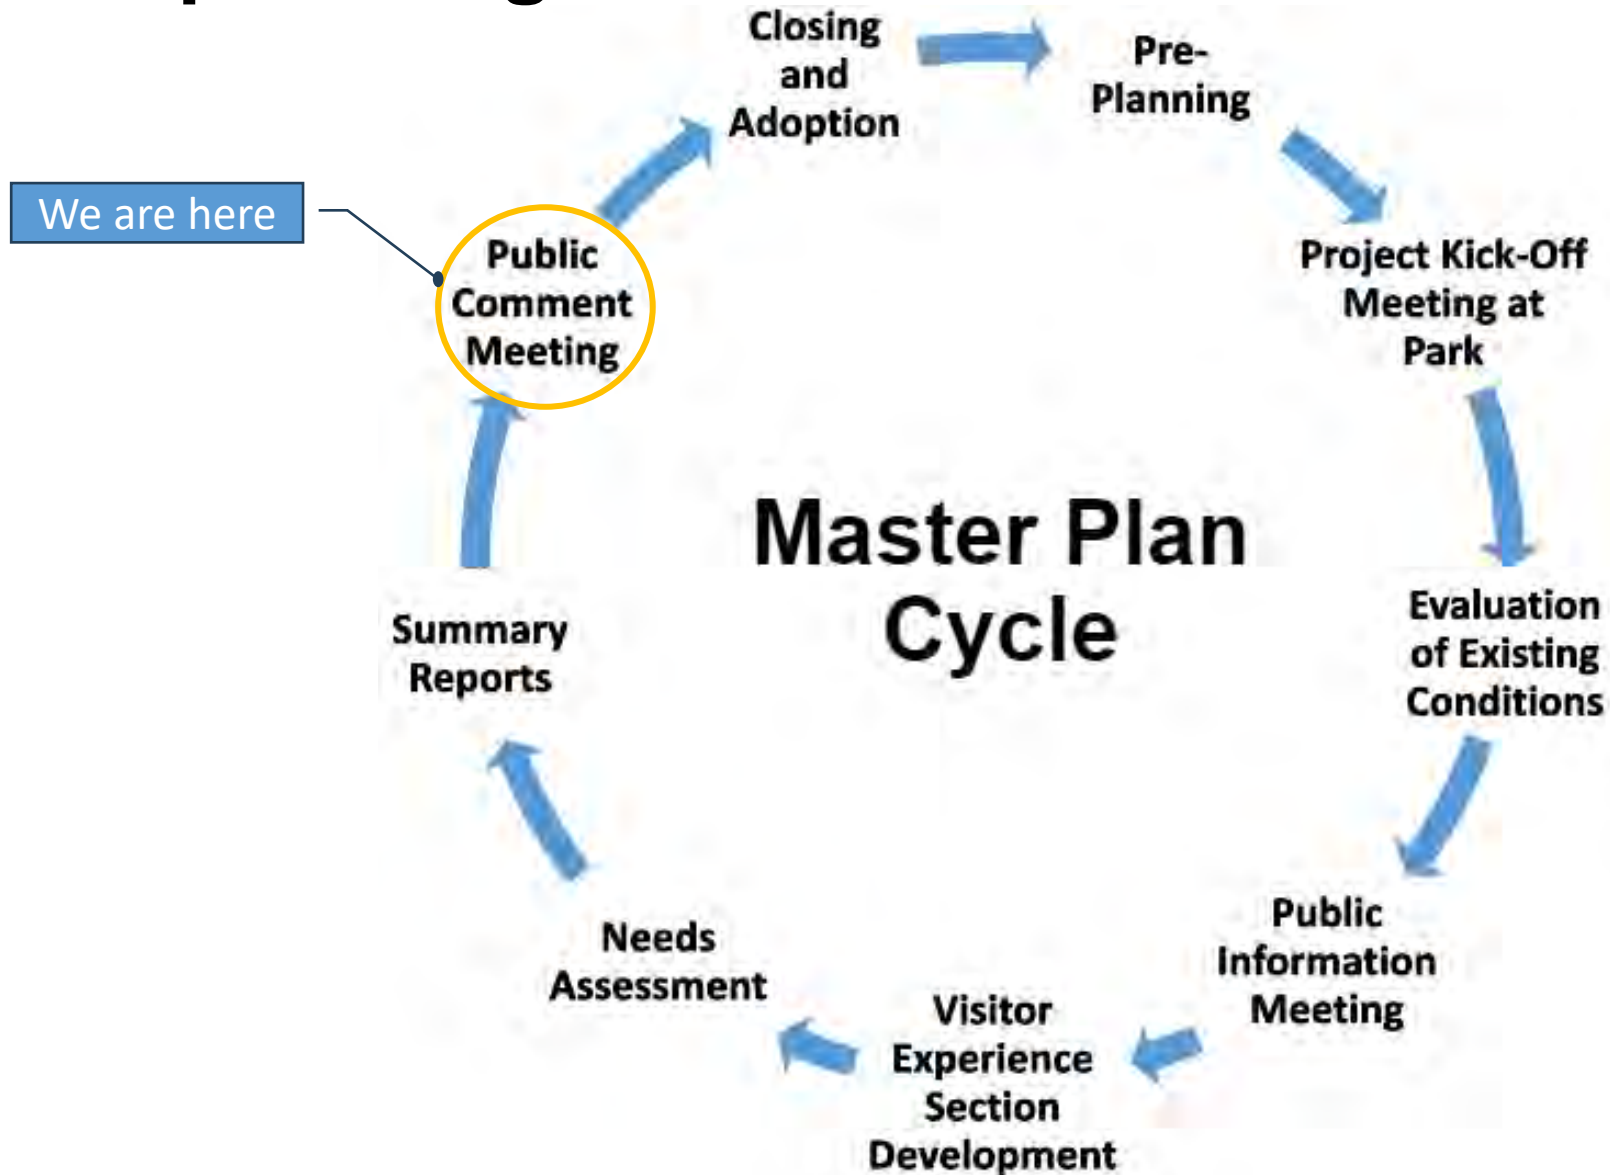 Closing
and
Adoption
Pre-
Planning
We are here
Public
Comment
Meeting
Project Kick-Off
Meeting at
Park
Master Plan
Cycle
Summary
Reports
Evaluation
of Existing
Conditions
Needs
Assessment
Public
Information
Meeting
Visitor
Experience
Section
Development